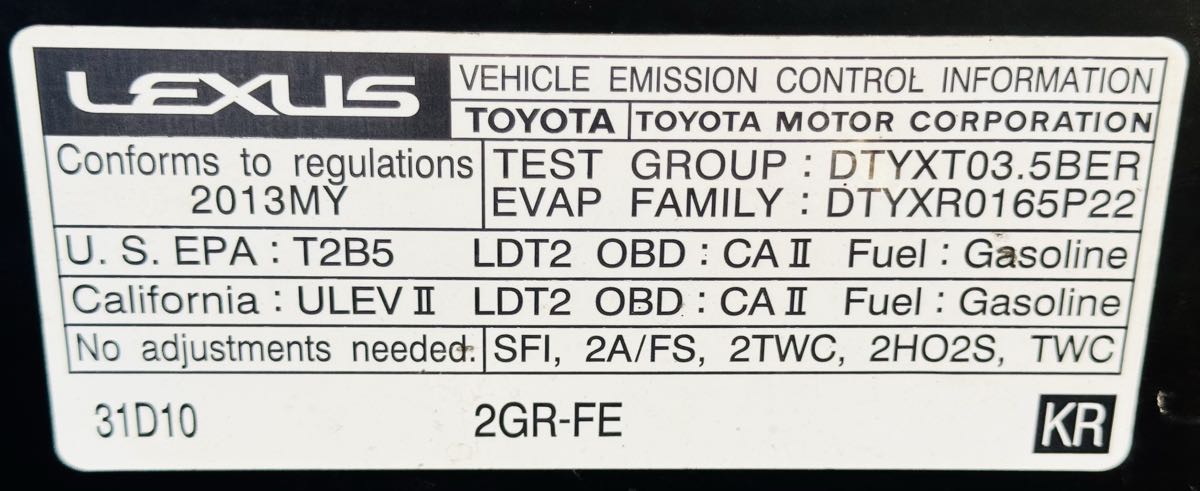 LEXUS
VEHICLE EMISSION CONTROL INFORMATION
TOYOTA TOYOTA MOTOR CORPORATION
Conforms to regulations
2013MY
TEST GROUP : DTYXT03.5BER
EVAP FAMILY : DTYXR0165P22
U. S. EPA : T2B5 LDT2 OBD : CA II Fuel : Gasoline
California : ULEV II LDT2 OBD : CA II Fuel : Gasoline
No adjustments needed. SFI, 2A/FS, 2TWC, 2HO2S, TWC
31D10 2GR-FE KR